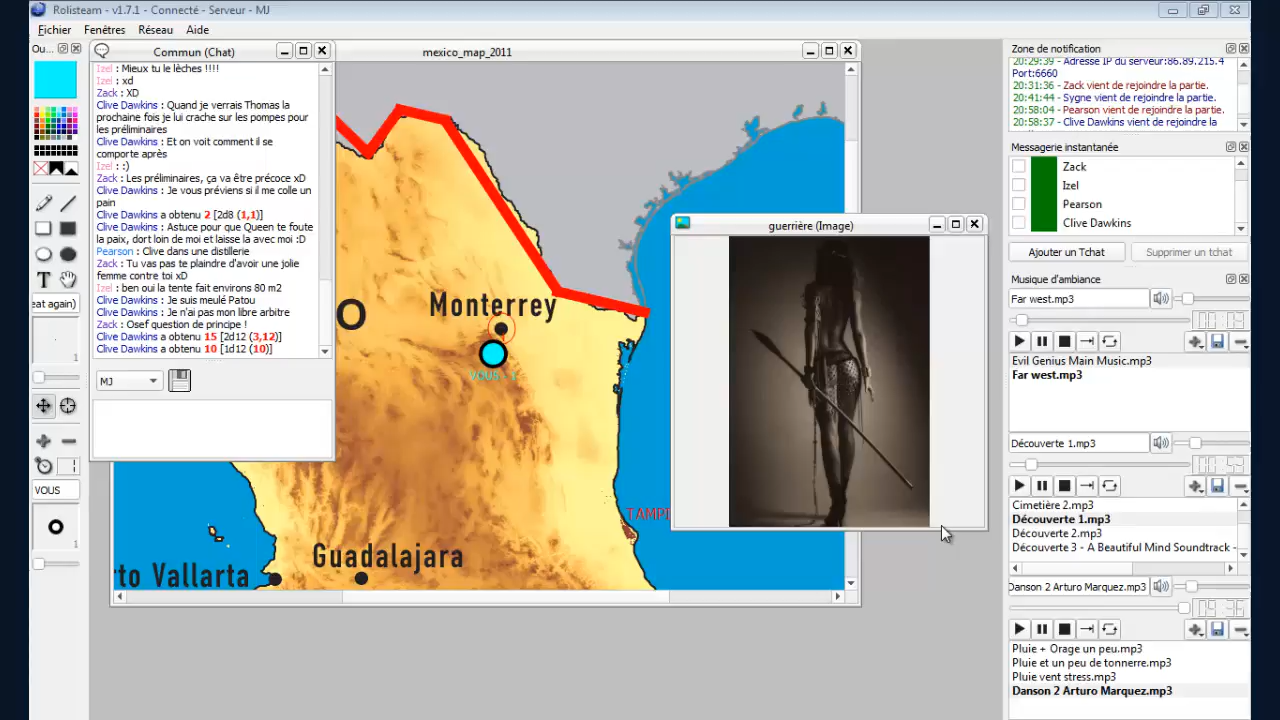 Rolisteam - v1.7.1 - Connecté - Serveur - MJ
Fichier Fenêtres Réseau Aide
Ou...
Commun (Chat)
Izel : Mieux tu le lèches !!!!
Izel : xd
Zack : XD
Clive Dawkins : Quand je verrais Thomas la
prochaine fois je lui crache sur les pompes pour
les préliminaires
Clive Dawkins : Et on voit comment il se
comporte après
Izel : :)
Zack : Les préliminaires, ça va être précoce xD
Clive Dawkins : Je vous préviens si il me colle un
pain
Clive Dawkins a obtenu 2 [2d8 (1,1)]
Clive Dawkins : Astuce pour que Queen te foute
la paix, dort loin de moi et laisse la avec moi :D
Pearson : Clive dans une distillerie
Zack : Tu vas pas te plaindre d'avoir une jolie
femme contre toi xD
Izel : ben oui la tente fait environs 80 m2
Clive Dawkins : Je suis meulé Patou
Clive Dawkins : Je n'ai pas mon libre arbitre
Zack : Osef question de principe !
Clive Dawkins a obtenu 15 [2d12 (3,12)]
Clive Dawkins a obtenu 10 [1d12 (10)]
MJ
eat again)
1
VOUS
1
mexico_map_2011
O
Monterrey
VOUS - 1
TAMPI
Guadalajara
rto Vallarta
guerrière (Image)
Zone de notification
20:29:39 - Adresse IP du serveur:86.89.215.4
Port:6660
20:31:36 - Zack vient de rejoindre la partie.
20:41:44 - Sygne vient de rejoindre la partie.
20:58:04 - Pearson vient de rejoindre la partie.
20:58:37 - Clive Dawkins vient de rejoindre la
Messagerie instantanée
Zack
Izel
Pearson
Clive Dawkins
Ajouter un Tchat Supprimer un tchat
Musique d'ambiance
Far west.mp3
Evil Genius Main Music.mp3
Far west.mp3
Découverte 1.mp3
Cimetière 2.mp3
Découverte 1.mp3
Découverte 2.mp3
Découverte 3 - A Beautiful Mind Soundtrack -
Danson 2 Arturo Marquez.mp3
09:36
Pluie + Orage un peu.mp3
Pluie et un peu de tonnerre.mp3
Pluie vent stress.mp3
Danson 2 Arturo Marquez.mp3